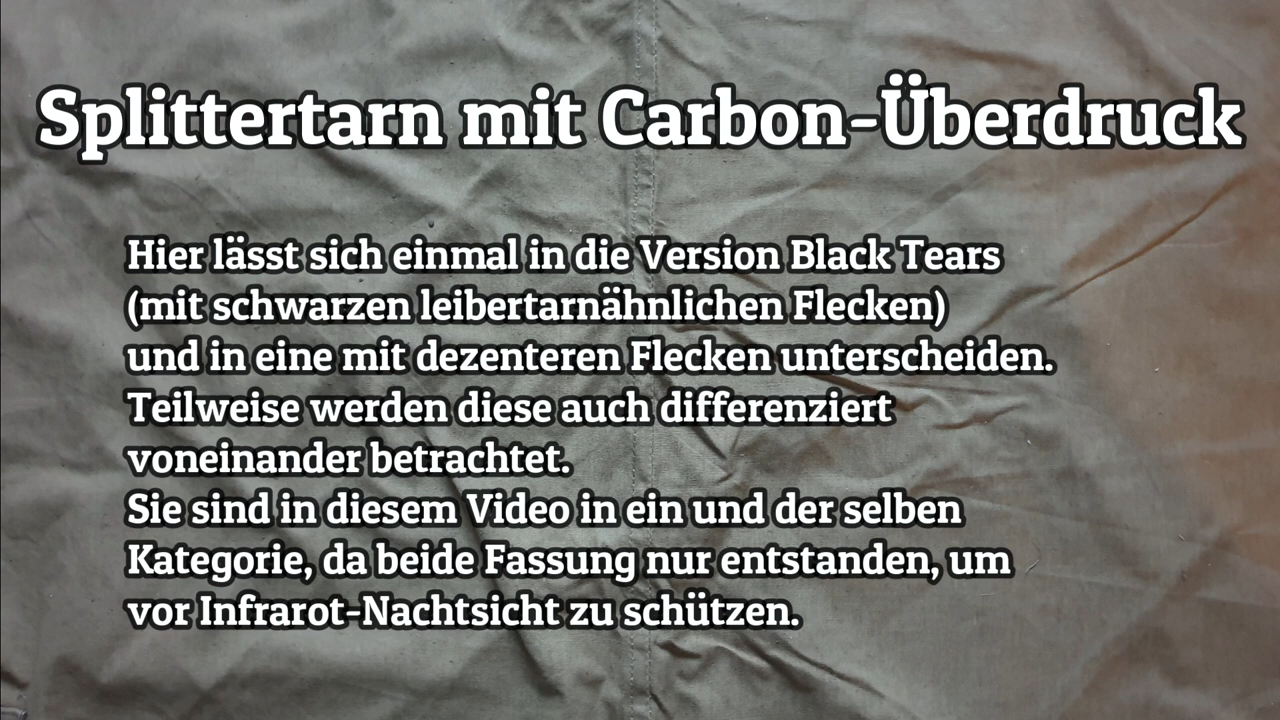 Splittertarn mit Carbon-Überdruck
Hier lässt sich einmal in die Version Black Tears
(mit schwarzen leibertarnähnlichen Flecken)
und in eine mit dezenteren Flecken unterscheiden.
Teilweise werden diese auch differenziert
voneinander betrachtet.
Sie sind in diesem Video in ein und der selben
Kategorie, da beide Fassung nur entstanden, um
vor Infrarot-Nachtsicht zu schützen.